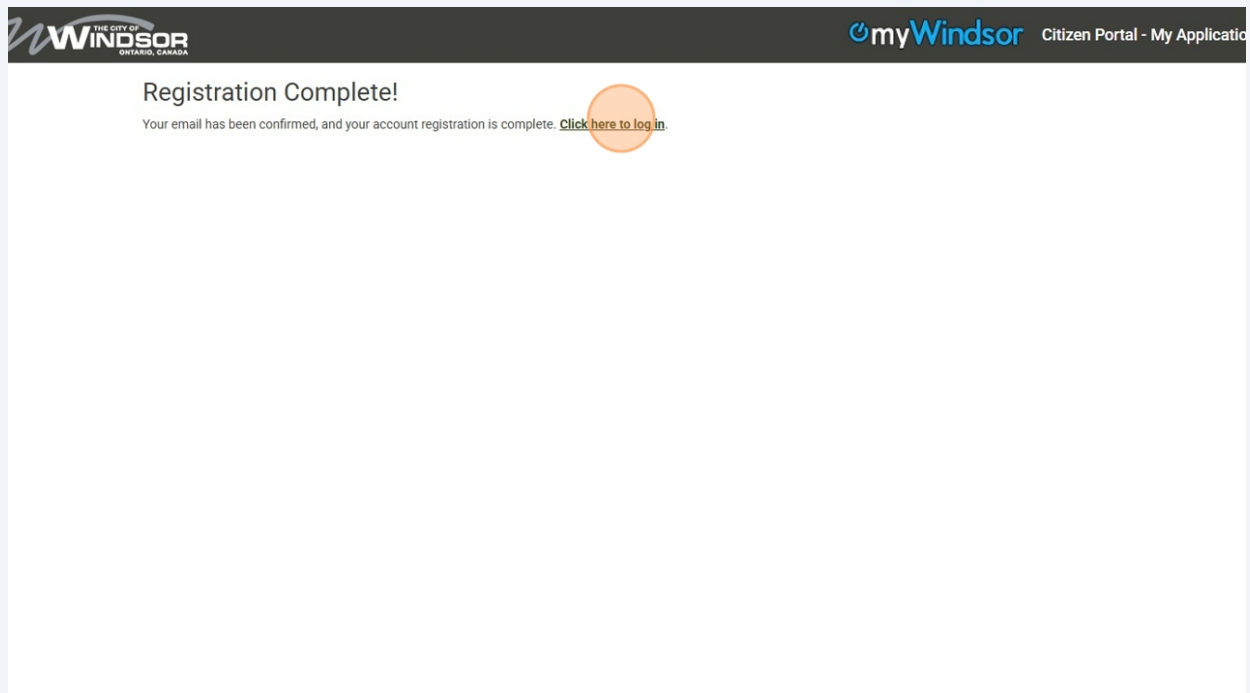 THE CITY OF
WINDSOR
ONTARIO, CANADA
myWindsor Citizen Portal - My Applicatio
Registration Complete!
Your email has been confirmed, and your account registration is complete. Click here to log in.